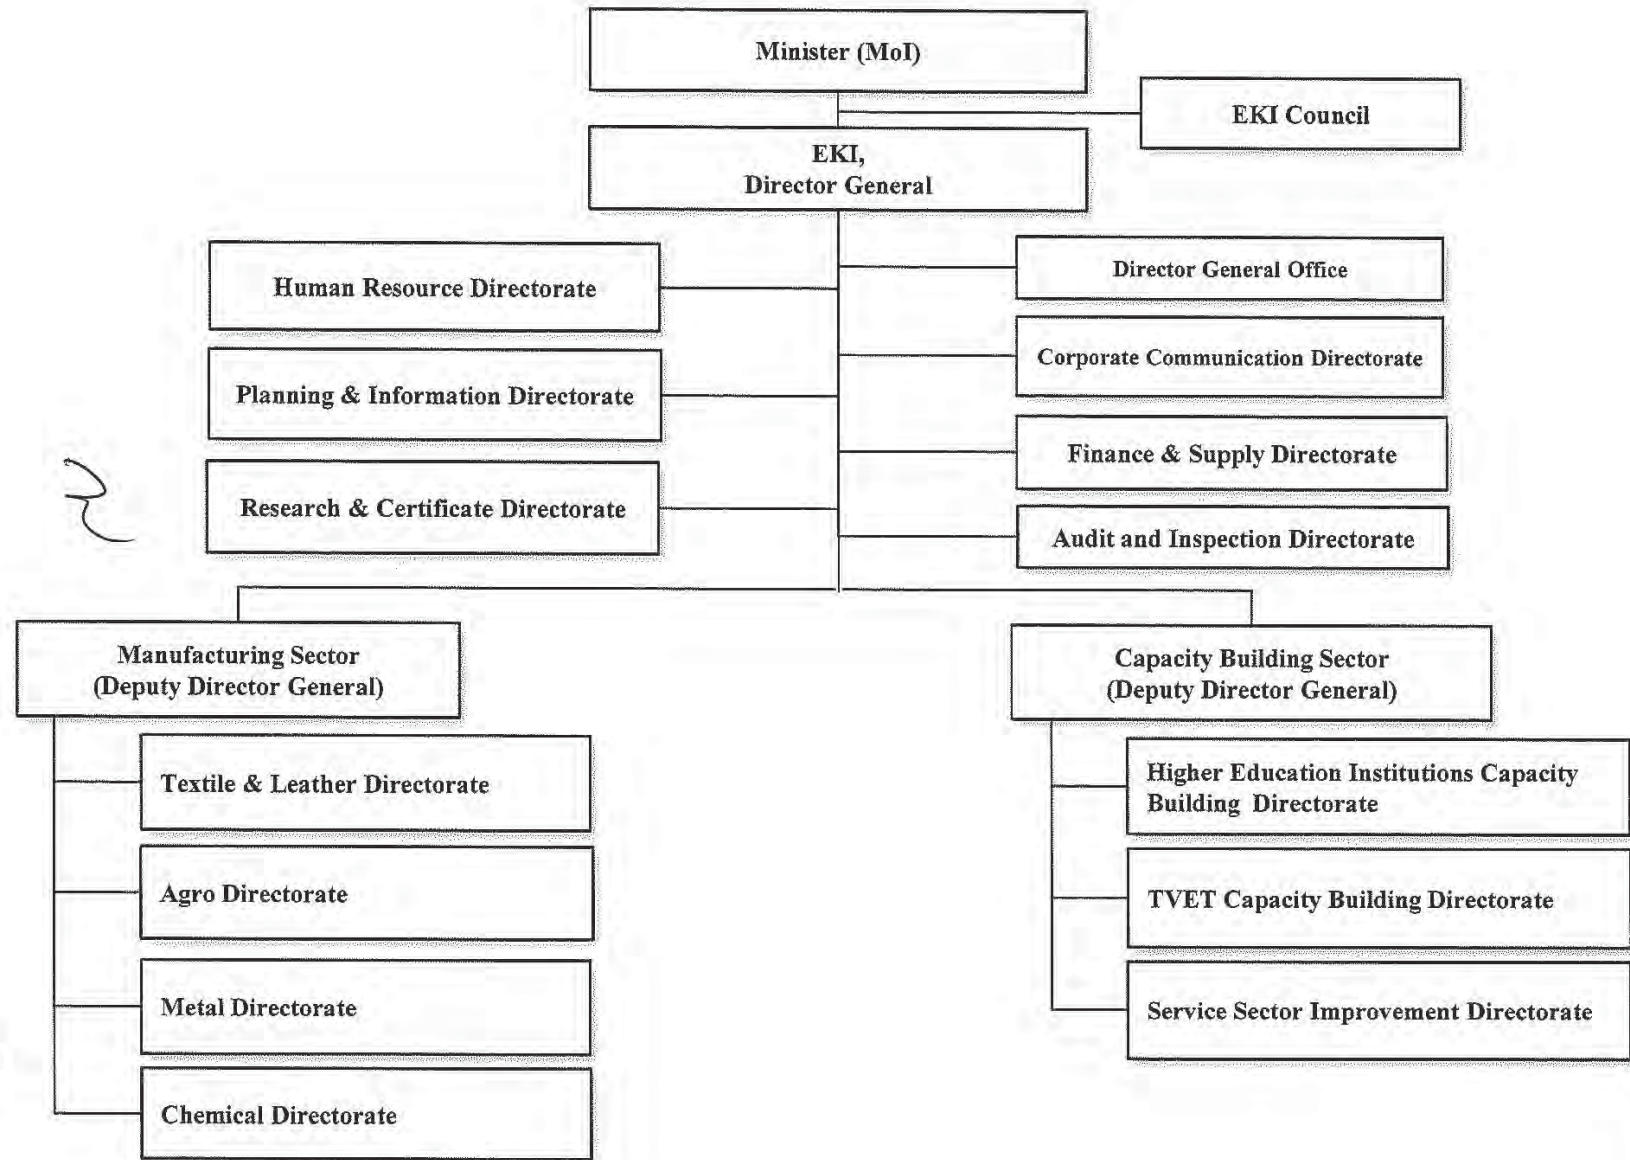 Minister (MoI)
EKI Council
EKI,
Director General
Human Resource Directorate
Planning & Information Directorate
Research & Certificate Directorate
Director General Office
Corporate Communication Directorate
Finance & Supply Directorate
Audit and Inspection Directorate
Manufacturing Sector
(Deputy Director General)
Textile & Leather Directorate
Agro Directorate
Metal Directorate
Chemical Directorate
Capacity Building Sector
(Deputy Director General)
Higher Education Institutions Capacity
Building Directorate
TVET Capacity Building Directorate
Service Sector Improvement Directorate